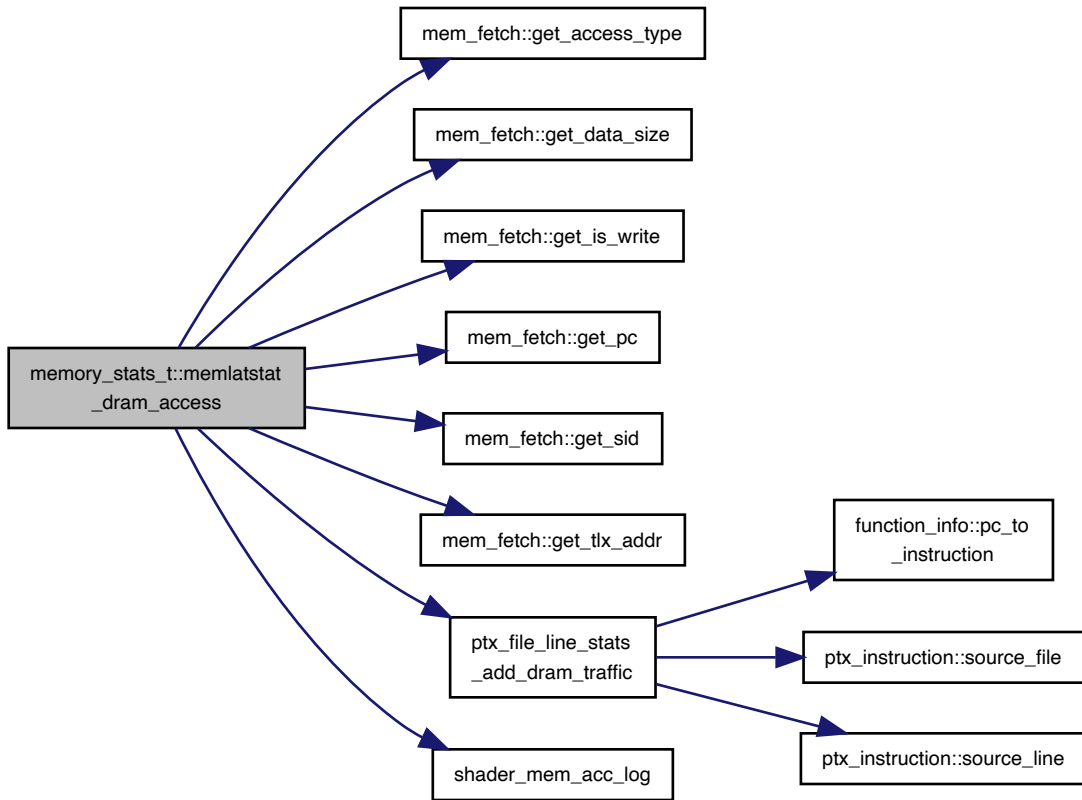 mem_fetch::get_access_type
mem_fetch::get_data_size
mem_fetch::get_is_write
mem_fetch::get_pc
memory_stats_t::memlatstat
_dram_access
mem_fetch::get_sid
mem_fetch::get_tlx_addr
function_info::pc_to
_instruction
ptx_file_line_stats
_add_dram_traffic
ptx_instruction::source_file
ptx_instruction::source_line
shader_mem_acc_log